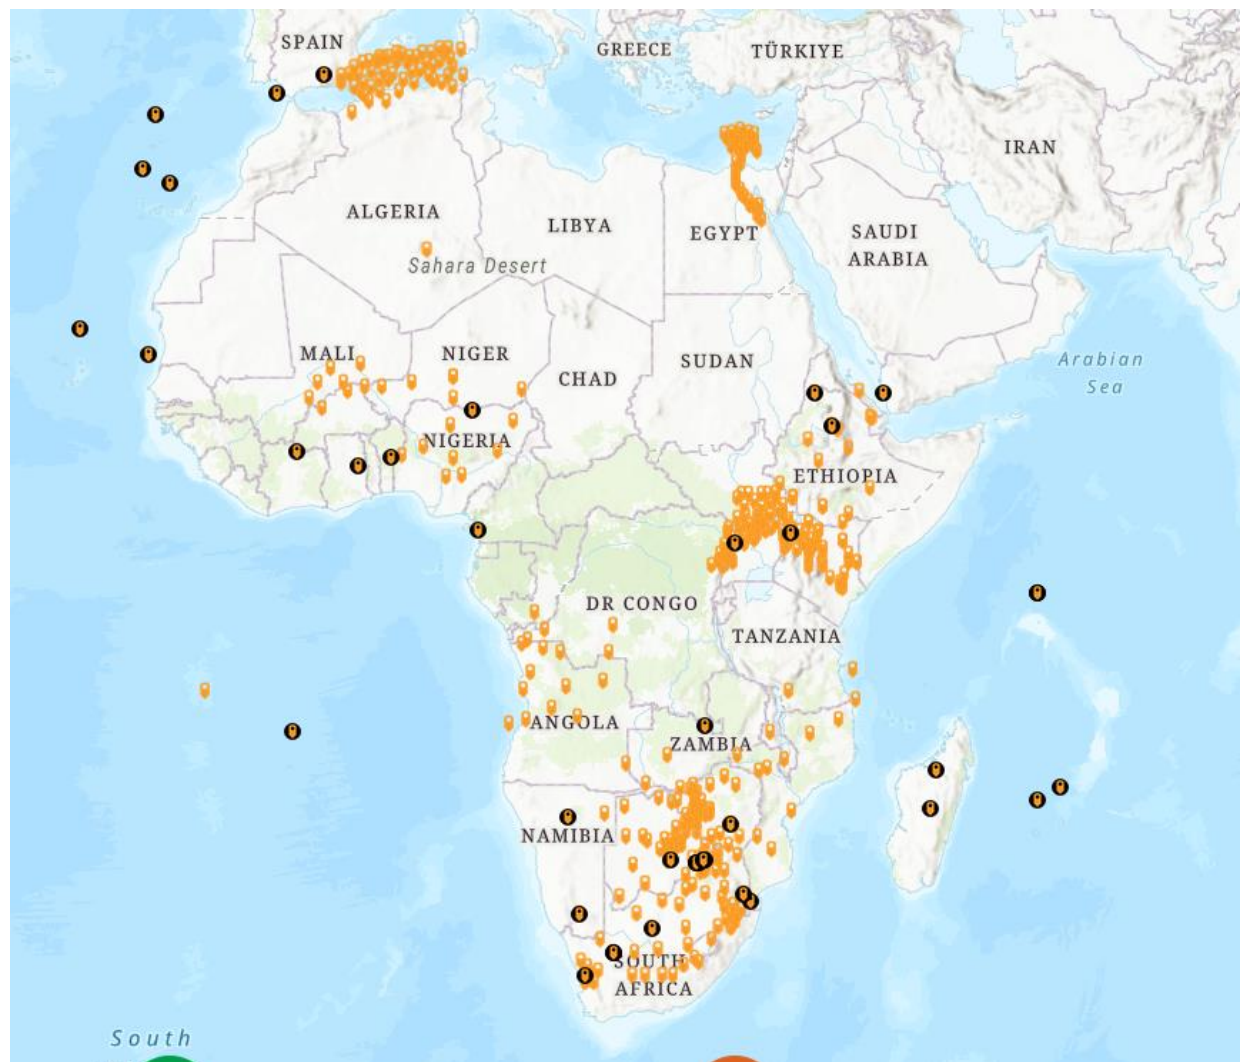 SPAIN
GREECE
TÜRKIYE
IRAN
ALGERIA
LIBYA
EGYPT
SAUDI
ARABIA
Sahara Desert
MALI
NIGER
CHAD
SUDAN
Arabian
Sea
NIGERIA
ETHIOPIA
DR CONGO
TANZANIA
ANGOLA
ZAMBIA
NAMIBIA
SOUTH
AFRICA
South